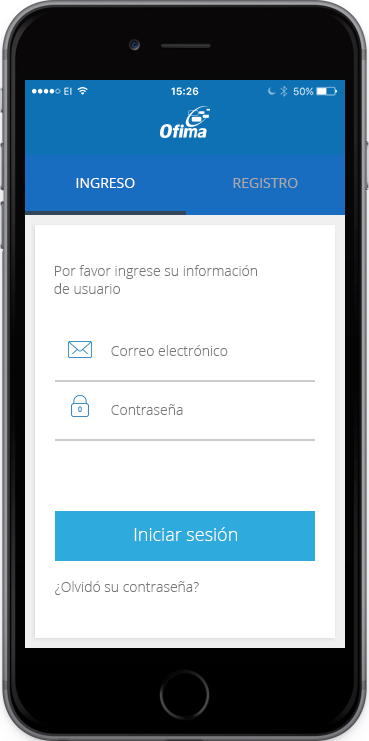 EI 15:26 50%
Ofima
INGRESO REGISTRO
Por favor ingrese su información
de usuario
Correo electrónico
0 Contraseña
Iniciar sesión
¿Olvidó su contraseña?